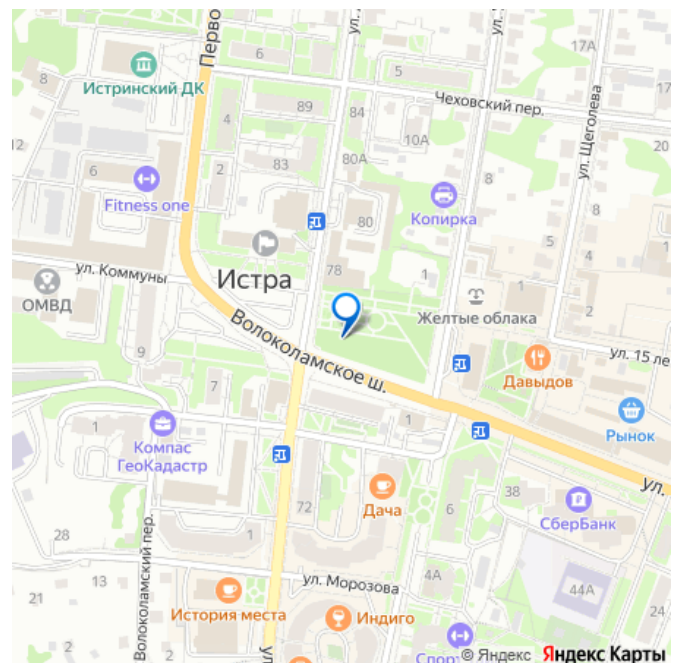 Перво
ул.
ул.
17А
8
Истринский ДК
6
5
ул. Щеголева
89
84
Чеховский пер.
12
4
10А
20
6
2
83
80А
8
8
Fitness one
80
Копирка
5
4
ул. Коммуны
78
1
Истра
2
ОМВД
Желтые облака
Волоколамское ш.
9
ул. 15 ле
7
Давыдов
1
1
Рынок
Компас
ГеоКадастр
ул.
72
Дача
6
38
СберБанк
28
Волоколамский пер.
13
ул. Морозова
4А
44А
21
История места
24
Индиго
ул
Спорт
© Яндекс Яндекс Карты